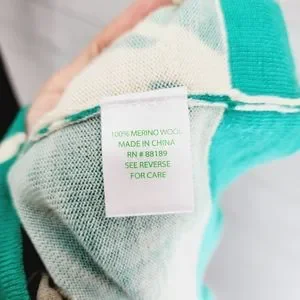 100% MERINO WOOL
MADE IN CHINA
RN # 88189
SEE REVERSE
FOR CARE